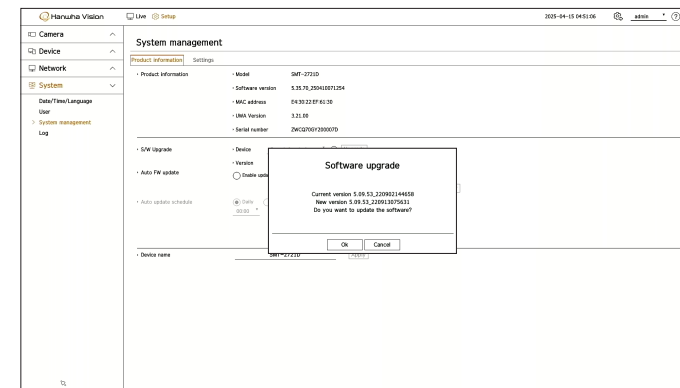 Hanwha Vision
Live Setup 2025-04-15 04:51:06 admin
Camera
Device
Network
System
Date/Time/Language
User
System management
Log
System management
Product information Settings
Product information
Model SMT-2721D
Software version 5.35.70_250410071254
MAC address E4:30:22:EF:61:30
UWA Version 3.21.00
Serial number ZWCQ70GY200007D
S/W Upgrade
Device
Version
Auto FW update
Enable upda
Auto update schedule
Daily
00:00
Software upgrade
Current version 5.09.53_220902144658
New version 5.09.53_220913075631
Do you want to update the software?
Ok Cancel
Device name SMT-2721D Apply